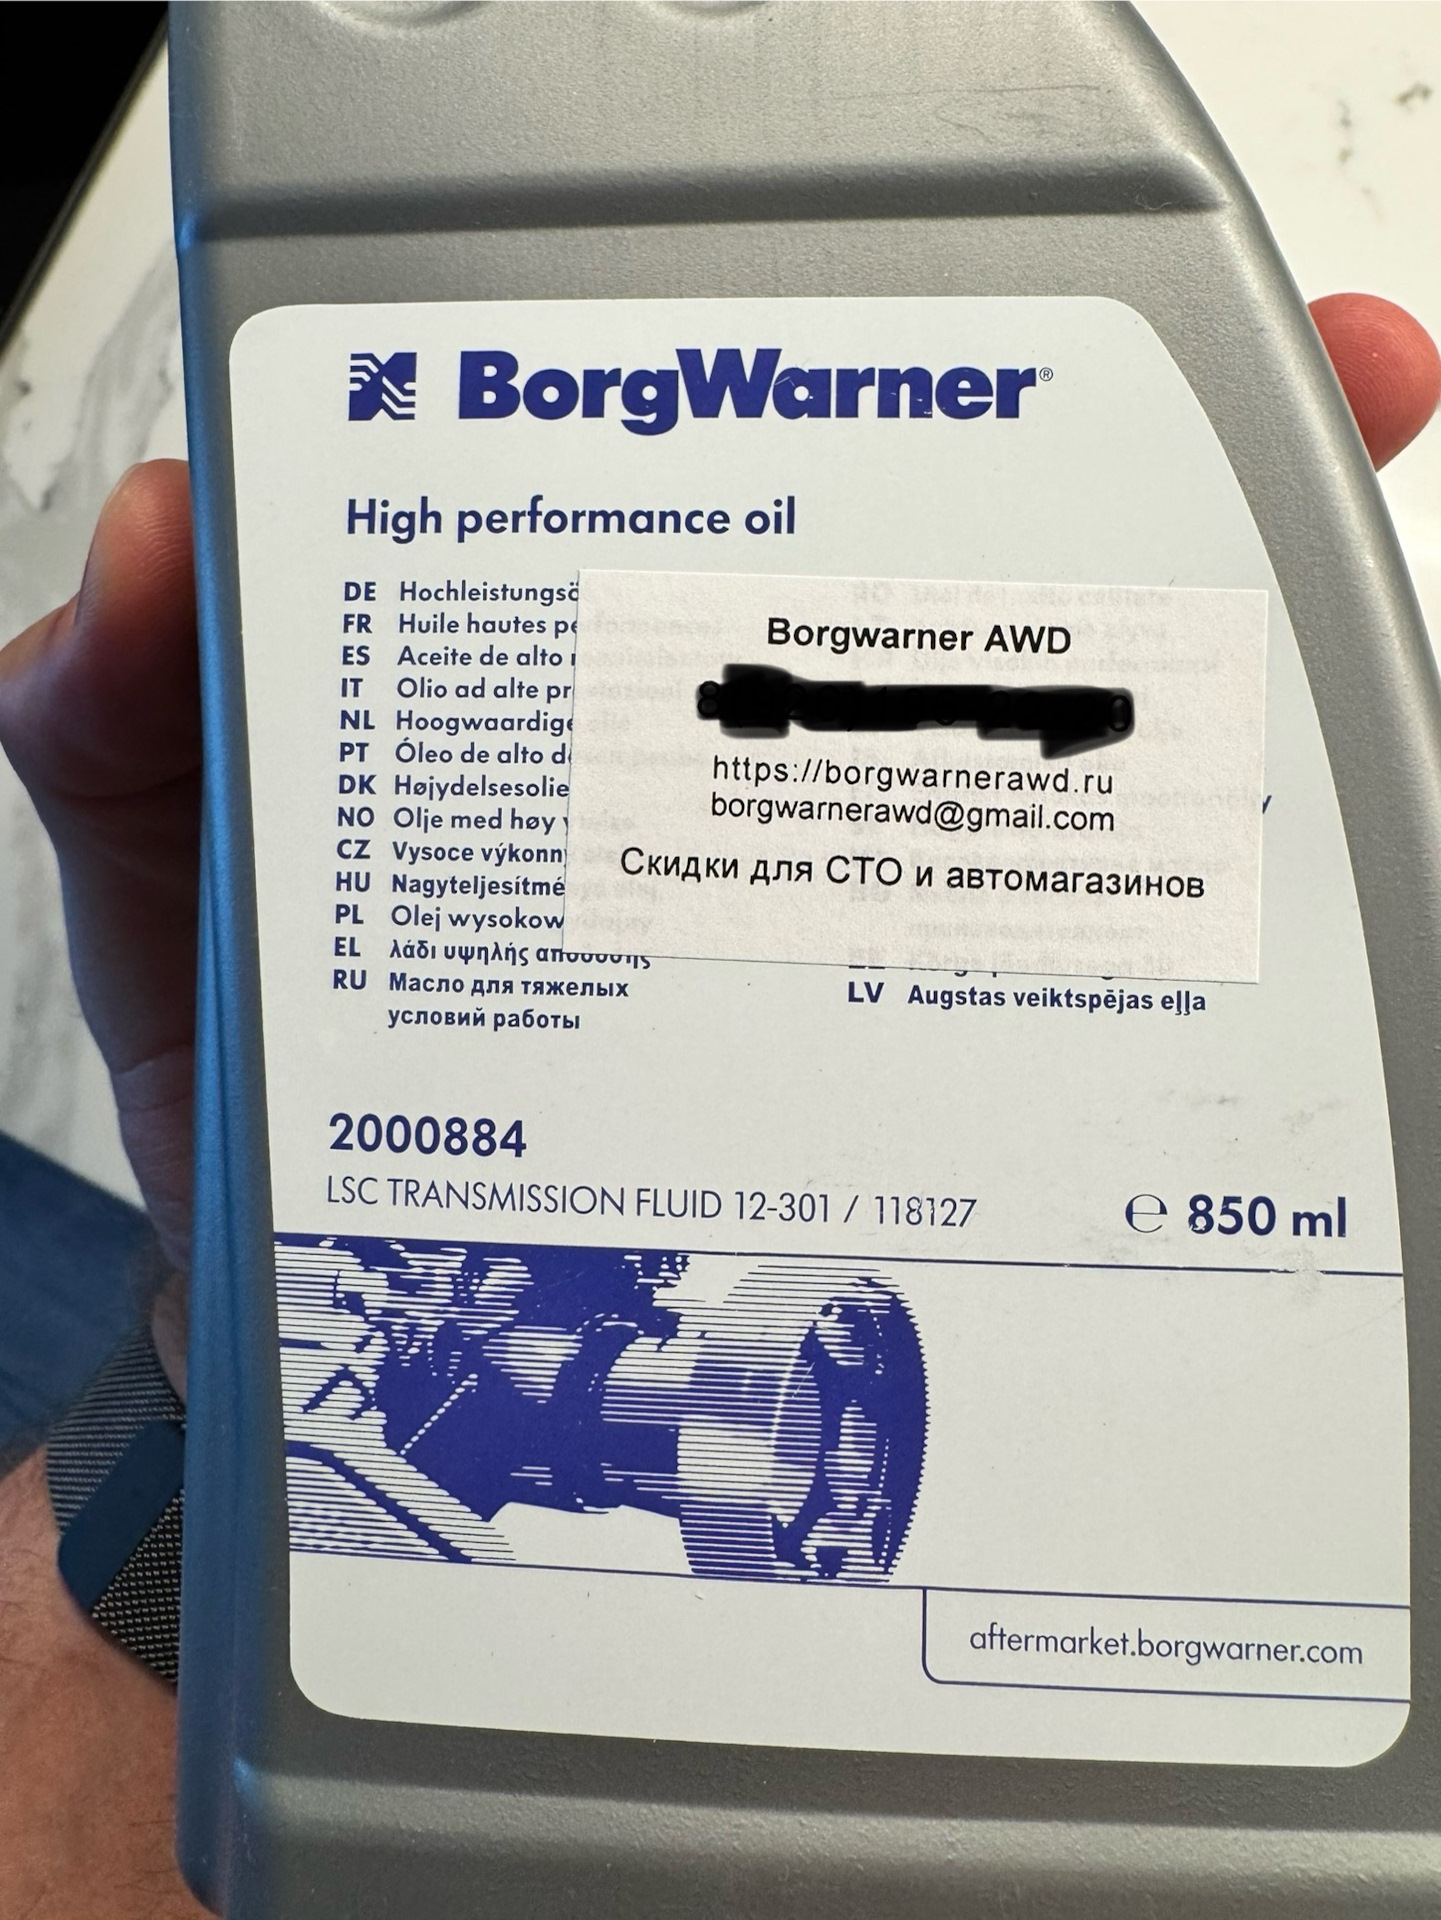 BorgWarner®
High performance oil
DE Hochleistungsö
FR Huile hautes pe
ES Aceite de alto
IT Olio ad alte pr
NL Hoogwaardige
PT Óleo de alto d
DK Højydelsesolie
NO Olje med høy
CZ Vysoce výkonn
HU Nagyteljesítmé
PL Olej wysokow
EL λάδι υψηλής απόδοσης
RU Масло для тяжелых
условий работы
LV Augstas veiktspējas eļļa
Borgwarner AWD
https://borgwarnerawd.ru
borgwarnerawd@gmail.com
Скидки для СТО и автомагазинов
2000884
LSC TRANSMISSION FLUID 12-301 / 118127
℮ 850 ml
aftermarket.borgwarner.com